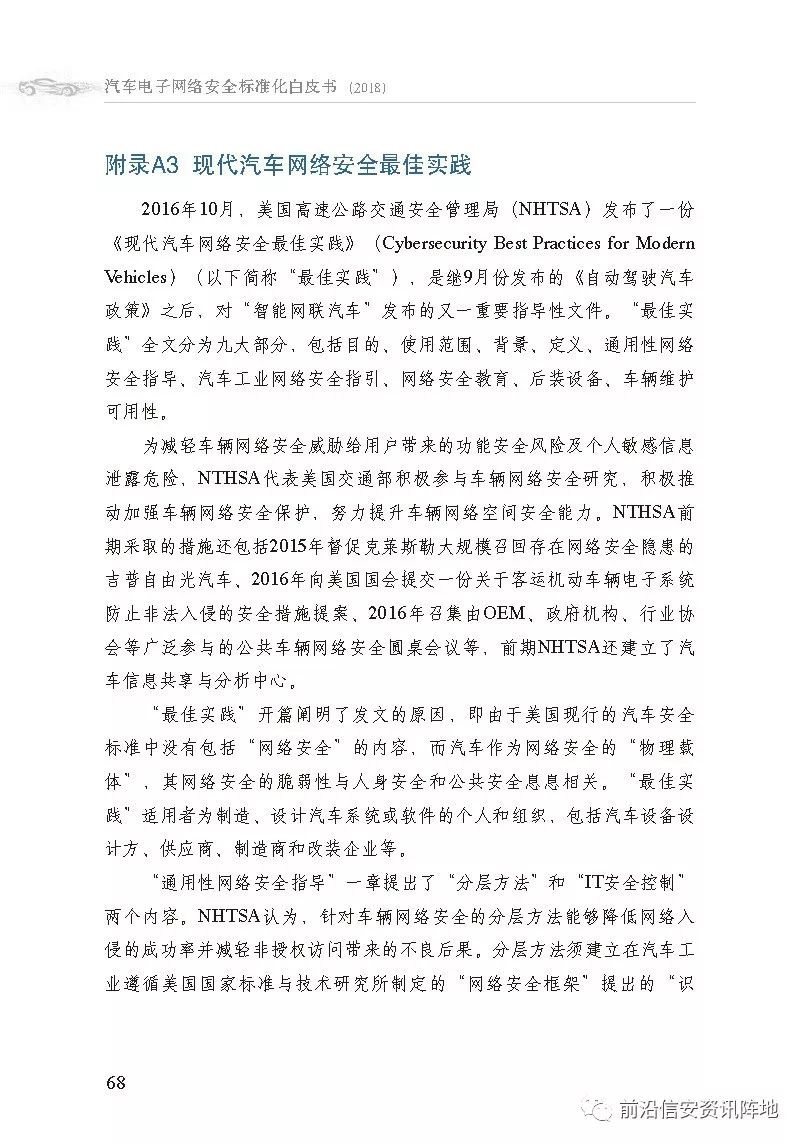 汽车电子网络安全标准化白皮书 (2018)
附录A3 现代汽车网络安全最佳实践
2016年10月，美国高速公路交通安全管理局（NHTSA）发布了一份
《现代汽车网络安全最佳实践》（Cybersecurity Best Practices for Modern
Vehicles）（以下简称“最佳实践”），是继9月份发布的《自动驾驶汽车
政策》之后，对“智能网联汽车”发布的又一重要指导性文件。“最佳实
践”全文分为九大部分，包括目的、使用范围、背景、定义、通用性网络
安全指导、汽车工业网络安全指引、网络安全教育、后装设备、车辆维护
可用性。
为减轻车辆网络安全威胁给用户带来的功能安全风险及个人敏感信息
泄露危险，NTHSA代表美国交通部积极参与车辆网络安全研究，积极推
动加强车辆网络安全保护，努力提升车辆网络空间安全能力。NTHSA前
期采取的措施还包括2015年督促克莱斯勒大规模召回存在网络安全隐患的
吉普自由光汽车、2016年向美国国会提交一份关于客运机动车辆电子系统
防止非法入侵的安全措施提案、2016年召集由OEM、政府机构、行业协
会等广泛参与的公共车辆网络安全圆桌会议等，前期NHTSA还建立了汽
车信息共享与分析中心。
“最佳实践”开篇阐明了发文的原因，即由于美国现行的汽车安全
标准中没有包括“网络安全”的内容，而汽车作为网络安全的“物理载
体”，其网络安全的脆弱性与人身安全和公共安全息息相关。“最佳实
践”适用者为制造、设计汽车系统或软件的个人和组织，包括汽车设备设
计方、供应商、制造商和改装企业等。
“通用性网络安全指导”一章提出了“分层方法”和“IT安全控制”
两个内容。NHTSA认为，针对车辆网络安全的分层方法能够降低网络入
侵的成功率并减轻非授权访问带来的不良后果。分层方法须建立在汽车工
业遵循美国国家标准与技术研究所制定的“网络安全框架”提出的“识
68
前沿信安资讯阵地